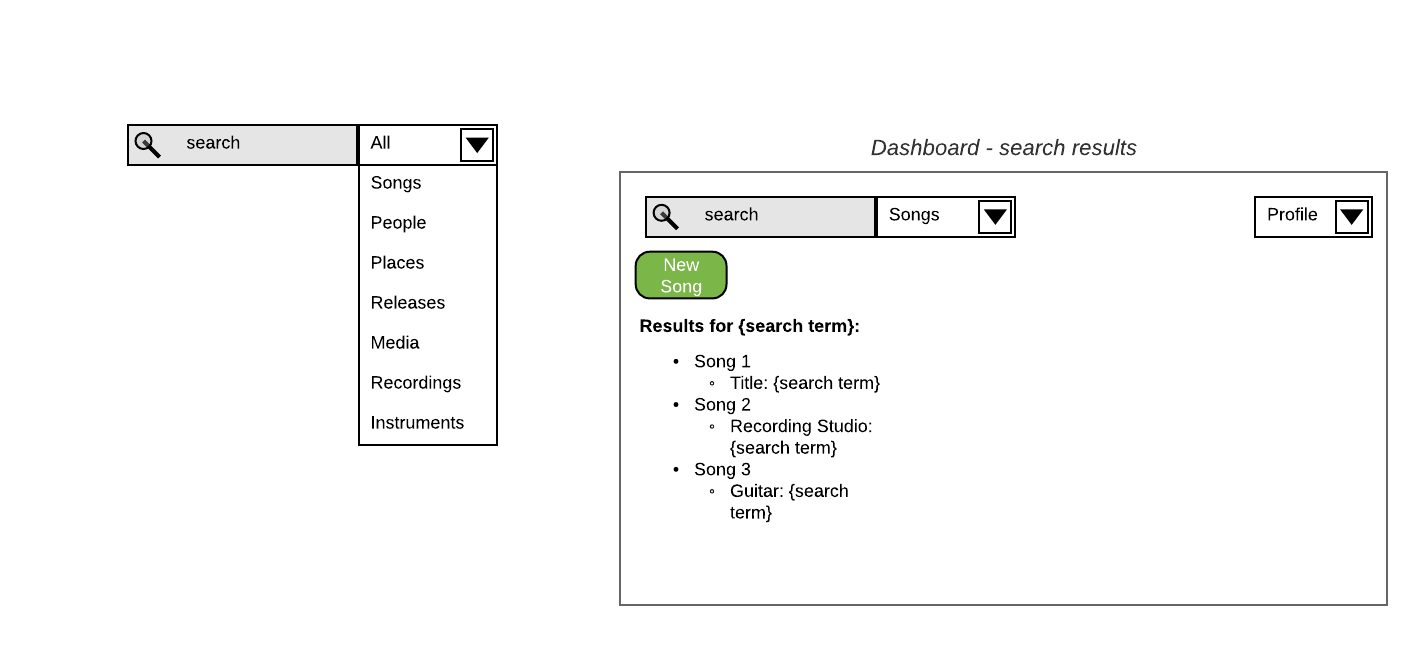 search All
Songs
People
Places
Releases
Media
Recordings
Instruments
Dashboard - search results
search Songs Profile
New
Song
Results for {search term}:
• Song 1
◦ Title: {search term}
• Song 2
◦ Recording Studio:
{search term}
• Song 3
◦ Guitar: {search
term}